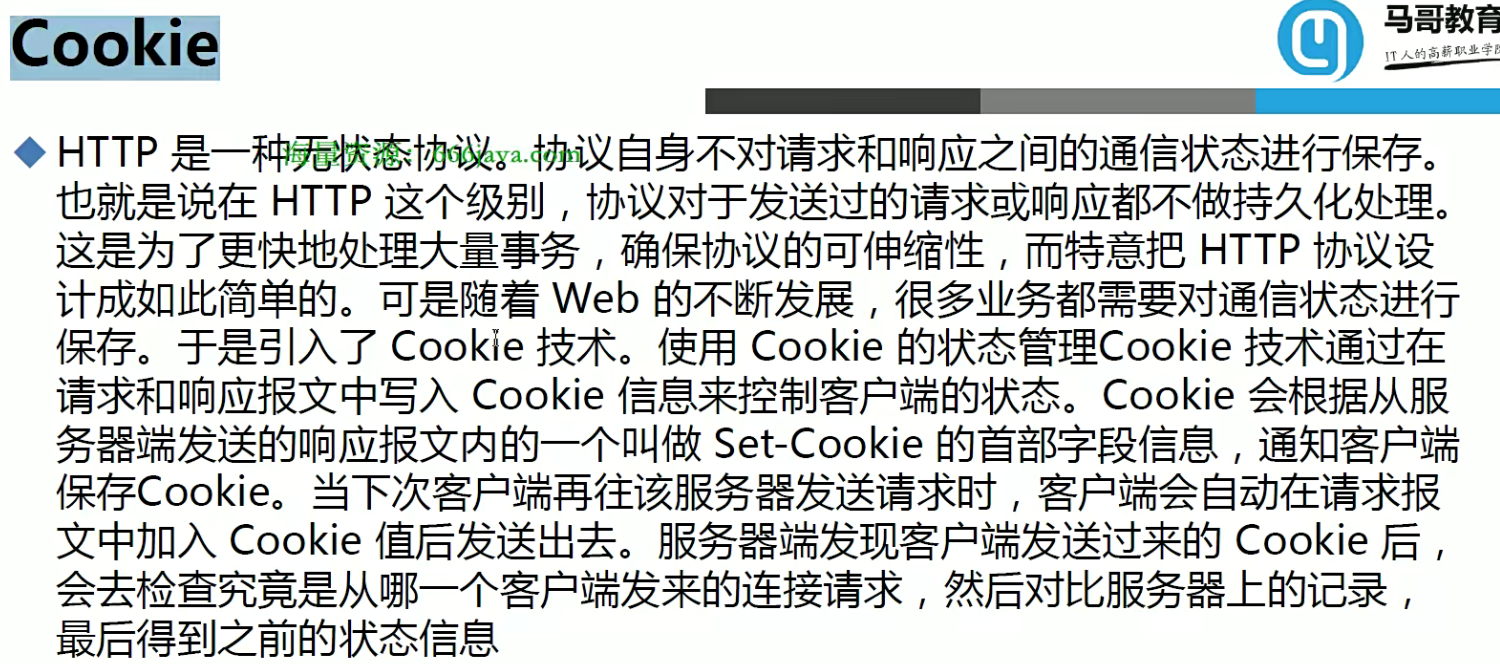 Cookie
马哥教育
IT人的高薪职业学院
HTTP 是一种无状态协议。协议自身不对请求和响应之间的通信状态进行保存。
海量资源：666java.com
也就是说在 HTTP 这个级别，协议对于发送过的请求或响应都不做持久化处理。
这是为了更快地处理大量事务，确保协议的可伸缩性，而特意把 HTTP 协议设
计成如此简单的。可是随着 Web 的不断发展，很多业务都需要对通信状态进行
保存。于是引入了 Cookie 技术。使用 Cookie 的状态管理Cookie 技术通过在
请求和响应报文中写入 Cookie 信息来控制客户端的状态。Cookie 会根据从服
务器端发送的响应报文内的一个叫做 Set-Cookie 的首部字段信息，通知客户端
保存Cookie。当下次客户端再往该服务器发送请求时，客户端会自动在请求报
文中加入 Cookie 值后发送出去。服务器端发现客户端发送过来的 Cookie 后，
会去检查究竟是从哪一个客户端发来的连接请求，然后对比服务器上的记录，
最后得到之前的状态信息